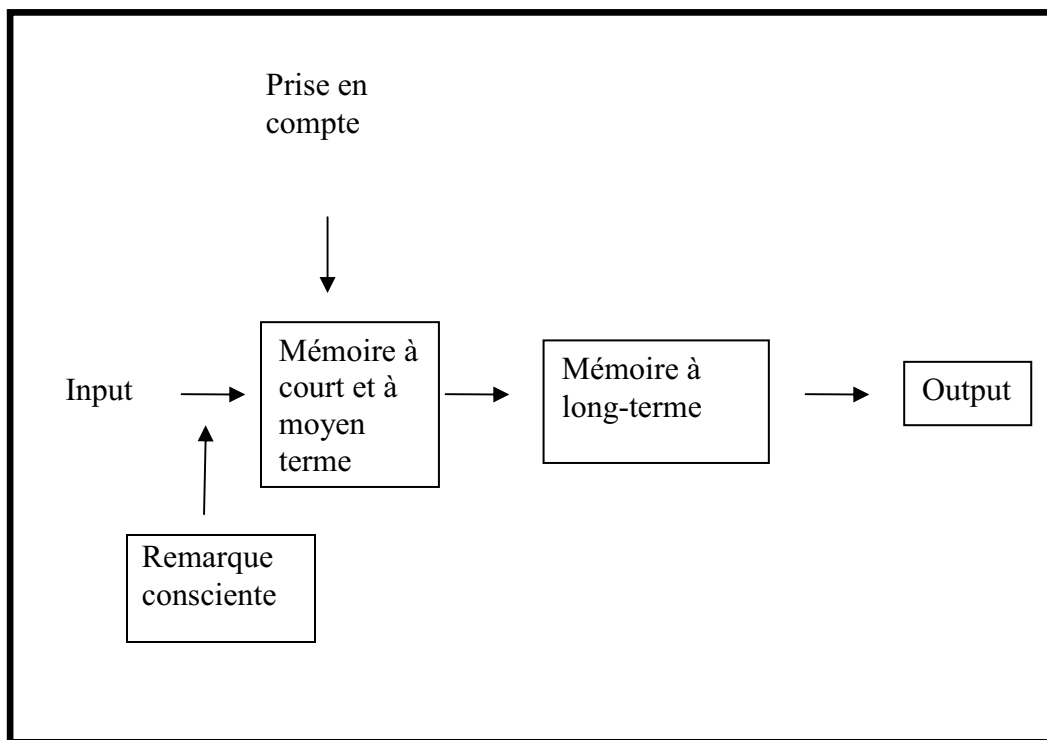 Prise en
compte
Input
Mémoire à
court et à
moyen
terme
Mémoire à
long-terme
Output
Remarque
consciente